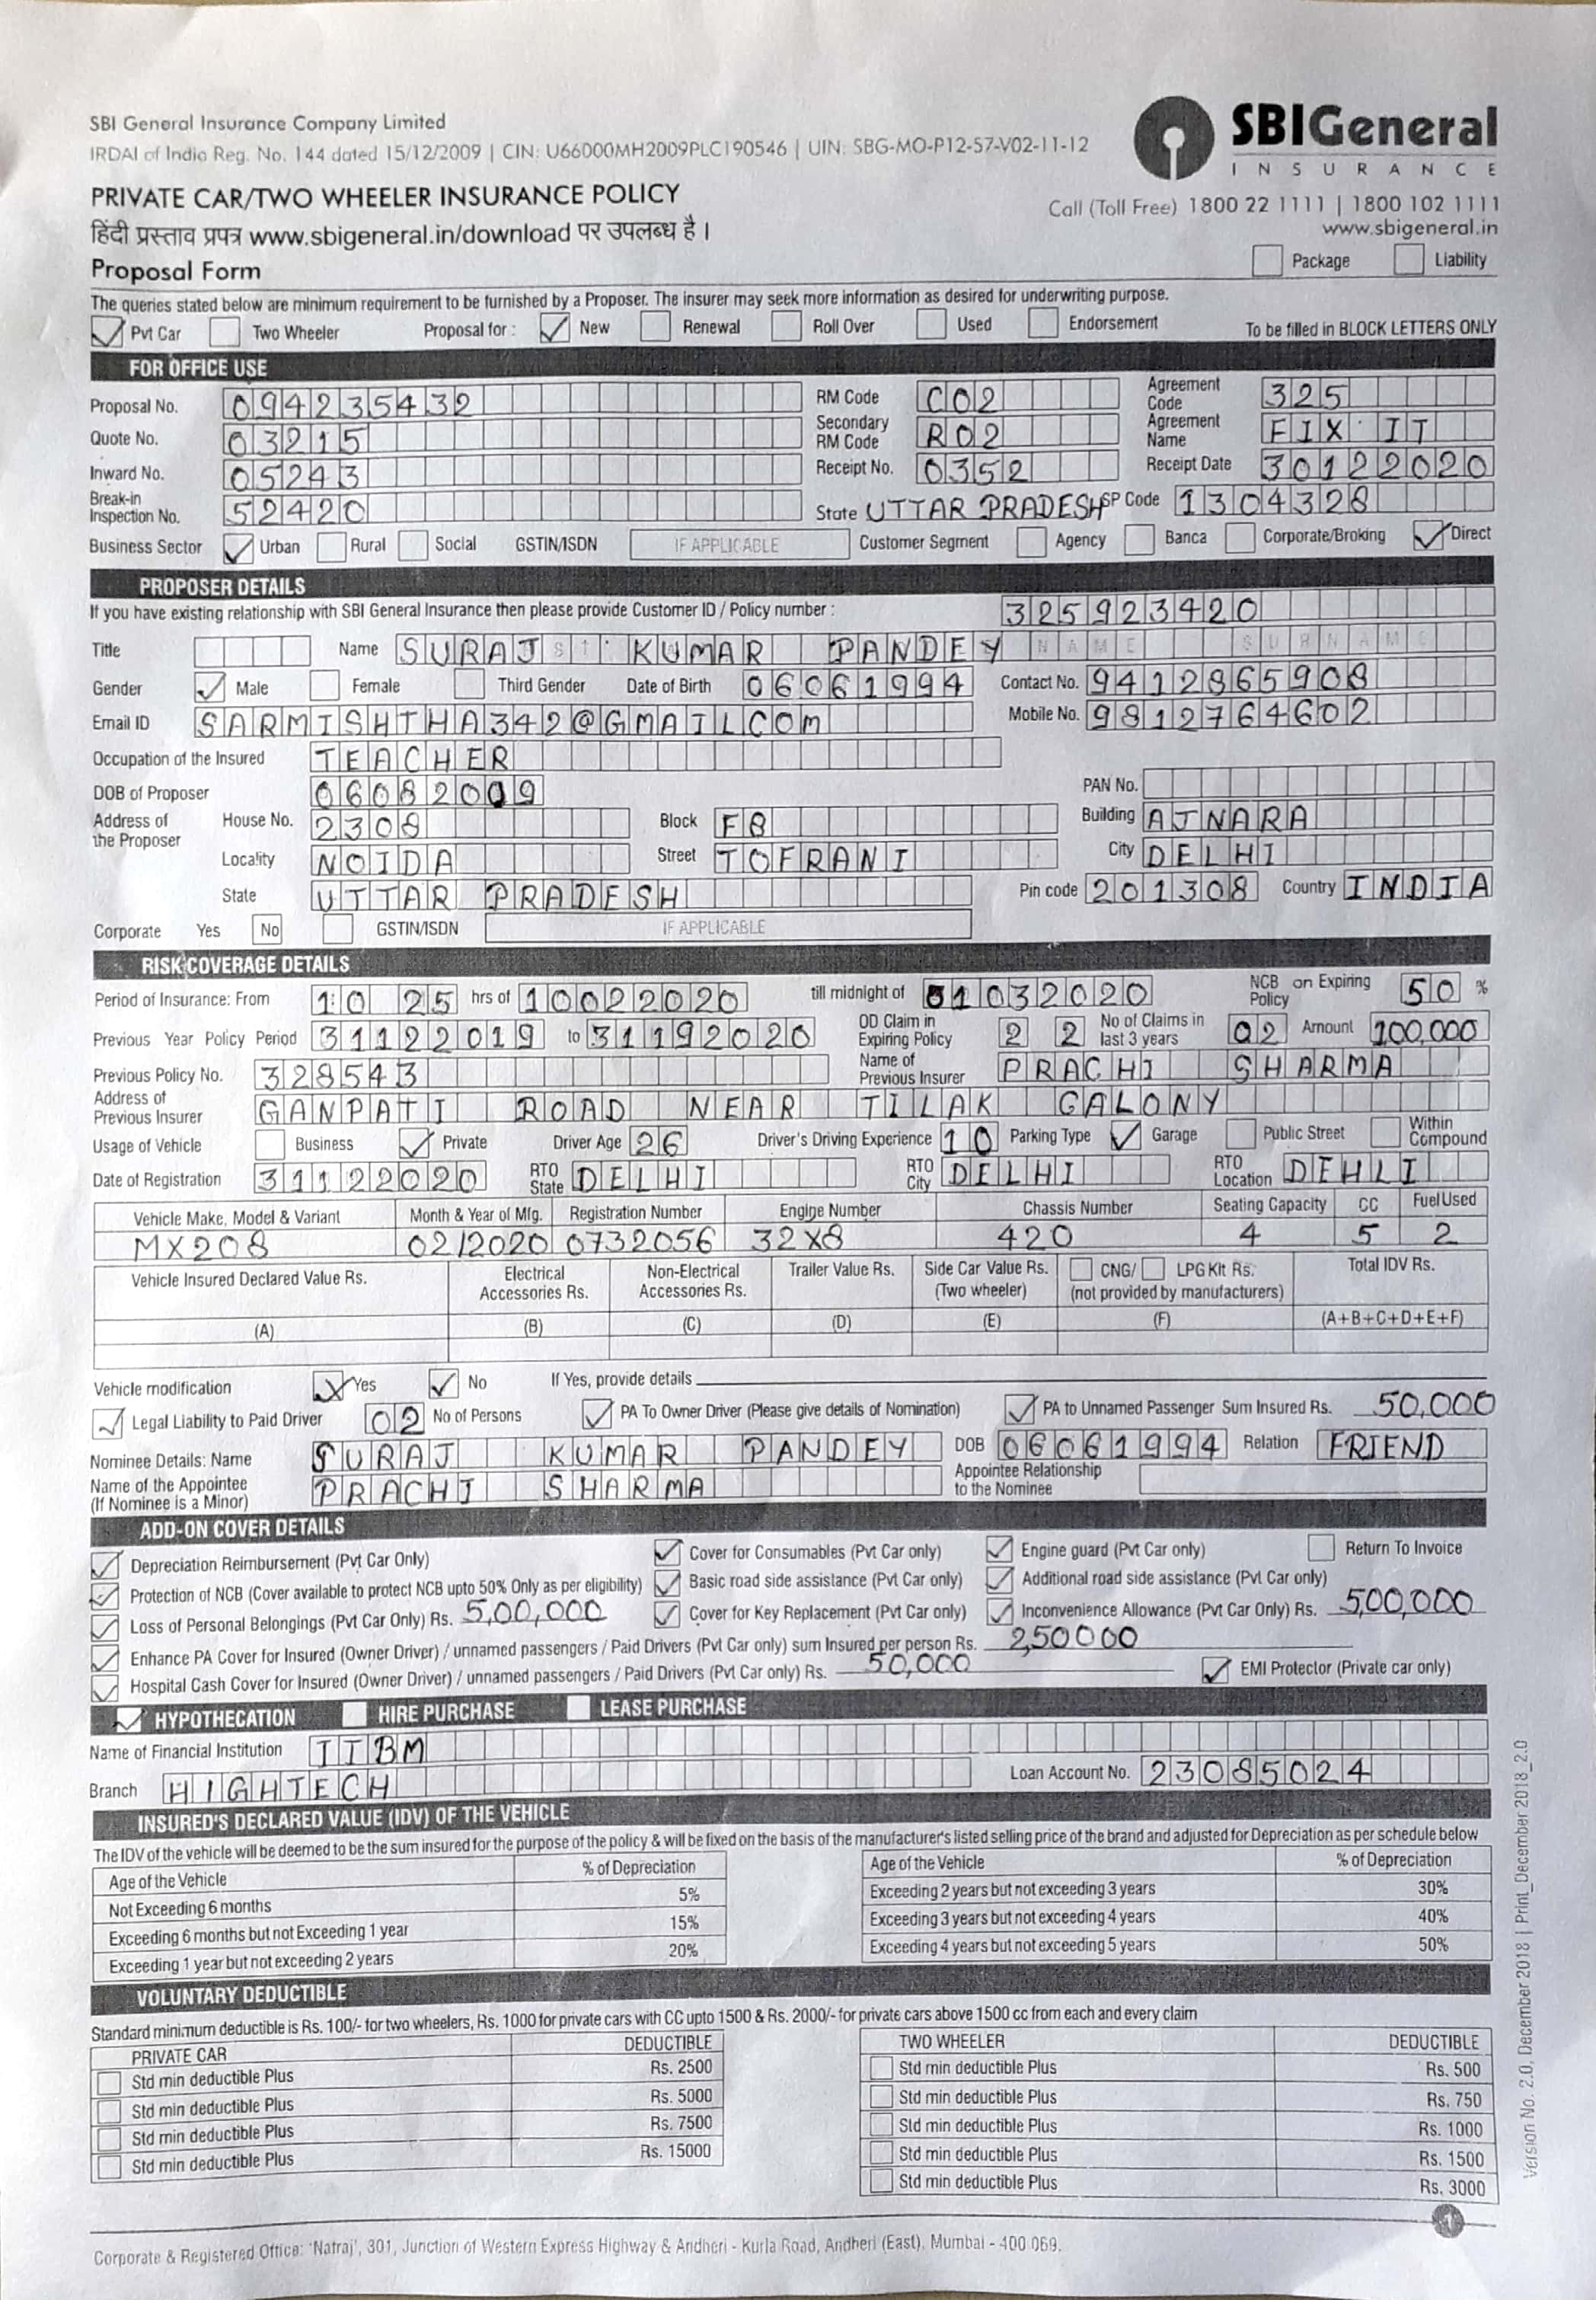 SBI General Insurance Company Limited
IRDAI of India Reg. No. 144 dated 15/12/2009 | CIN: U66000MH2009PLC190546 | UIN: SBG-MO-P12-57-V02-11-12
SBIGeneral
INSURANCE
PRIVATE CAR/TWO WHEELER INSURANCE POLICY
Call (Toll Free) 1800 22 1111 | 1800 102 1111
हिंदी प्रस्ताव प्रपत्र www.sbigeneral.in/download पर उपलब्ध है।
www.sbigeneral.in
Proposal Form
Package Liability
The queries stated below are minimum requirement to be furnished by a Proposer. The insurer may seek more information as desired for underwriting purpose.
Pvt Car Two Wheeler Proposal for : New Renewal Roll Over Used Endorsement To be filled in BLOCK LETTERS ONLY
FOR OFFICE USE
Proposal No. 094235432 RM Code C02 Agreement Code 325
Quote No. 03215 Secondary RM Code R02 Agreement Name FIX IT
Inward No. 05243 Receipt No. 0352 Receipt Date 30122020
Break-in Inspection No. 52420 State UTTAR PRADESH SP Code 1304328
Business Sector Urban Rural Social GSTIN/ISDN IF APPLICABLE Customer Segment Agency Banca Corporate/Broking Direct
PROPOSER DETAILS
If you have existing relationship with SBI General Insurance then please provide Customer ID / Policy number : 325923420
Title Name SURAJ KUMAR PANDEY NAME SURNAME
Gender Male Female Third Gender Date of Birth 06061994 Contact No. 9412865908
Email ID SARMISHTHA342@GMAILCOM Mobile No. 9812764602
Occupation of the Insured TEACHER
DOB of Proposer 06082009 PAN No.
Address of the Proposer House No. 2308 Block F8 Building AJNARA
Locality NOIDA Street TOFRANI City DELHI
State UTTAR PRADESH Pin code 201308 Country INDIA
Corporate Yes No GSTIN/ISDN IF APPLICABLE
RISK COVERAGE DETAILS
Period of Insurance: From 10 25 hrs of 10022020 till midnight of 01032020 NCB on Expiring Policy 50 %
Previous Year Policy Period 31122019 to 31192020 OD Claim in Expiring Policy 2 2 No of Claims in last 3 years 02 Amount 100,000
Previous Policy No. 328543 Name of Previous Insurer PRACHI SHARMA
Address of Previous Insurer GANPATI ROAD NEAR TILAK GALONY
Usage of Vehicle Business Private Driver Age 26 Driver's Driving Experience 10 Parking Type Garage Public Street Within Compound
Date of Registration 31122020 RTO State DELHI RTO City DELHI RTO Location DEHLI
Vehicle Make, Model & Variant Month & Year of Mfg. Registration Number Engine Number Chassis Number Seating Capacity CC Fuel Used
MX208 02/2020 0732056 32X8 420 4 5 2
Vehicle Insured Declared Value Rs. Electrical Accessories Rs. Non-Electrical Accessories Rs. Trailer Value Rs. Side Car Value Rs. (Two wheeler) CNG/ LPG Kit Rs. (not provided by manufacturers) Total IDV Rs.
(A) (B) (C) (D) (E) (F) (A+B+C+D+E+F)
Vehicle modification Yes No If Yes, provide details
Legal Liability to Paid Driver 02 No of Persons PA To Owner Driver (Please give details of Nomination) PA to Unnamed Passenger Sum Insured Rs. 50,000
Nominee Details: Name SURAJ KUMAR PANDEY DOB 06061994 Relation FRIEND
Name of the Appointee (If Nominee is a Minor) PRACHI SHARMA Appointee Relationship to the Nominee
ADD-ON COVER DETAILS
Depreciation Reimbursement (Pvt Car Only) Cover for Consumables (Pvt Car only) Engine guard (Pvt Car only) Return To Invoice
Protection of NCB (Cover available to protect NCB upto 50% Only as per eligibility) Basic road side assistance (Pvt Car only) Additional road side assistance (Pvt Car only)
Loss of Personal Belongings (Pvt Car Only) Rs. 5,00,000 Cover for Key Replacement (Pvt Car only) Inconvenience Allowance (Pvt Car Only) Rs. 5,00,000
Enhance PA Cover for Insured (Owner Driver) / unnamed passengers / Paid Drivers (Pvt Car only) sum Insured per person Rs. 2,50000
Hospital Cash Cover for Insured (Owner Driver) / unnamed passengers / Paid Drivers (Pvt Car only) Rs. 50,000 EMI Protector (Private car only)
HYPOTHECATION HIRE PURCHASE LEASE PURCHASE
Name of Financial Institution IIBM
Branch HIGHTECH Loan Account No. 23085024
INSURED'S DECLARED VALUE (IDV) OF THE VEHICLE
The IDV of the vehicle will be deemed to be the sum insured for the purpose of the policy & will be fixed on the basis of the manufacturer's listed selling price of the brand and adjusted for Depreciation as per schedule below
Age of the Vehicle % of Depreciation Age of the Vehicle % of Depreciation
Not Exceeding 6 months 5% Exceeding 2 years but not exceeding 3 years 30%
Exceeding 6 months but not Exceeding 1 year 15% Exceeding 3 years but not exceeding 4 years 40%
Exceeding 1 year but not exceeding 2 years 20% Exceeding 4 years but not exceeding 5 years 50%
VOLUNTARY DEDUCTIBLE
Standard minimum deductible is Rs. 100/- for two wheelers, Rs. 1000 for private cars with CC upto 1500 & Rs. 2000/- for private cars above 1500 cc from each and every claim
PRIVATE CAR DEDUCTIBLE TWO WHEELER DEDUCTIBLE
Std min deductible Plus Rs. 2500 Std min deductible Plus Rs. 500
Std min deductible Plus Rs. 5000 Std min deductible Plus Rs. 750
Std min deductible Plus Rs. 7500 Std min deductible Plus Rs. 1000
Std min deductible Plus Rs. 15000 Std min deductible Plus Rs. 1500
Std min deductible Plus Rs. 3000
1
Corporate & Registered Office: 'Natraj', 301, Junction of Western Express Highway & Andheri - Kurla Road, Andheri (East), Mumbai - 400 069.
Version No. 2.0, December 2018 | Print_December 2018_2.0